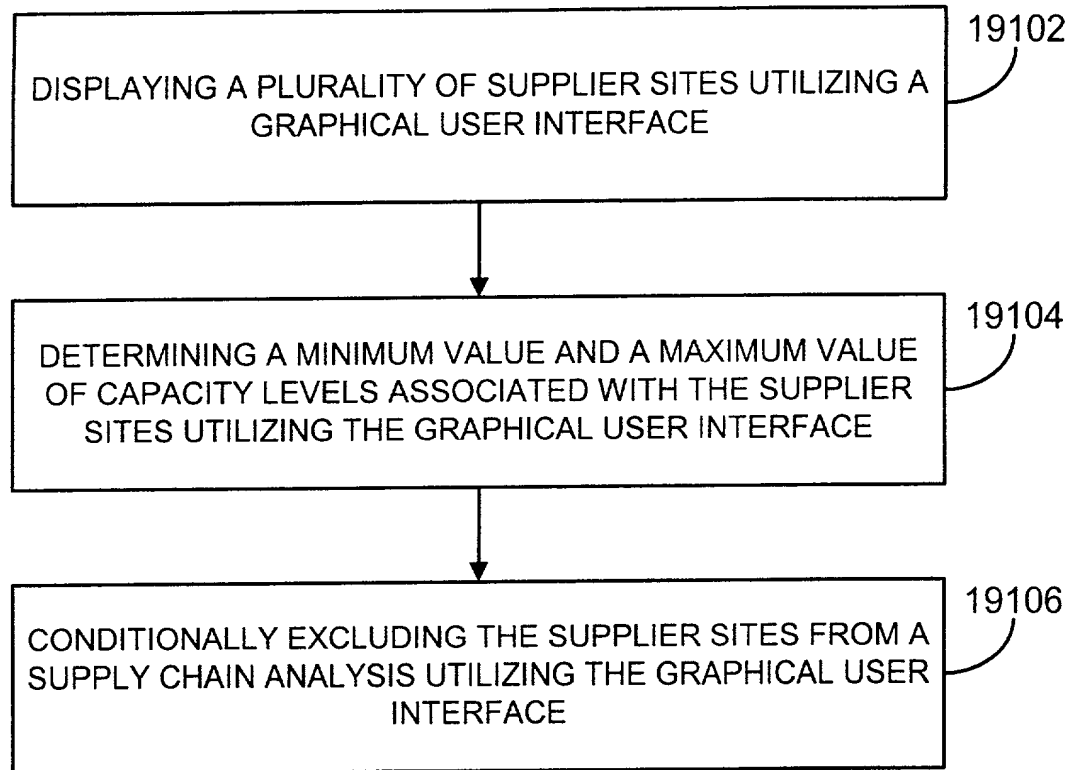 19102
DISPLAYING A PLURALITY OF SUPPLIER SITES UTILIZING A
GRAPHICAL USER INTERFACE
19104
DETERMINING A MINIMUM VALUE AND A MAXIMUM VALUE
OF CAPACITY LEVELS ASSOCIATED WITH THE SUPPLIER
SITES UTILIZING THE GRAPHICAL USER INTERFACE
19106
CONDITIONALLY EXCLUDING THE SUPPLIER SITES FROM A
SUPPLY CHAIN ANALYSIS UTILIZING THE GRAPHICAL USER
INTERFACE